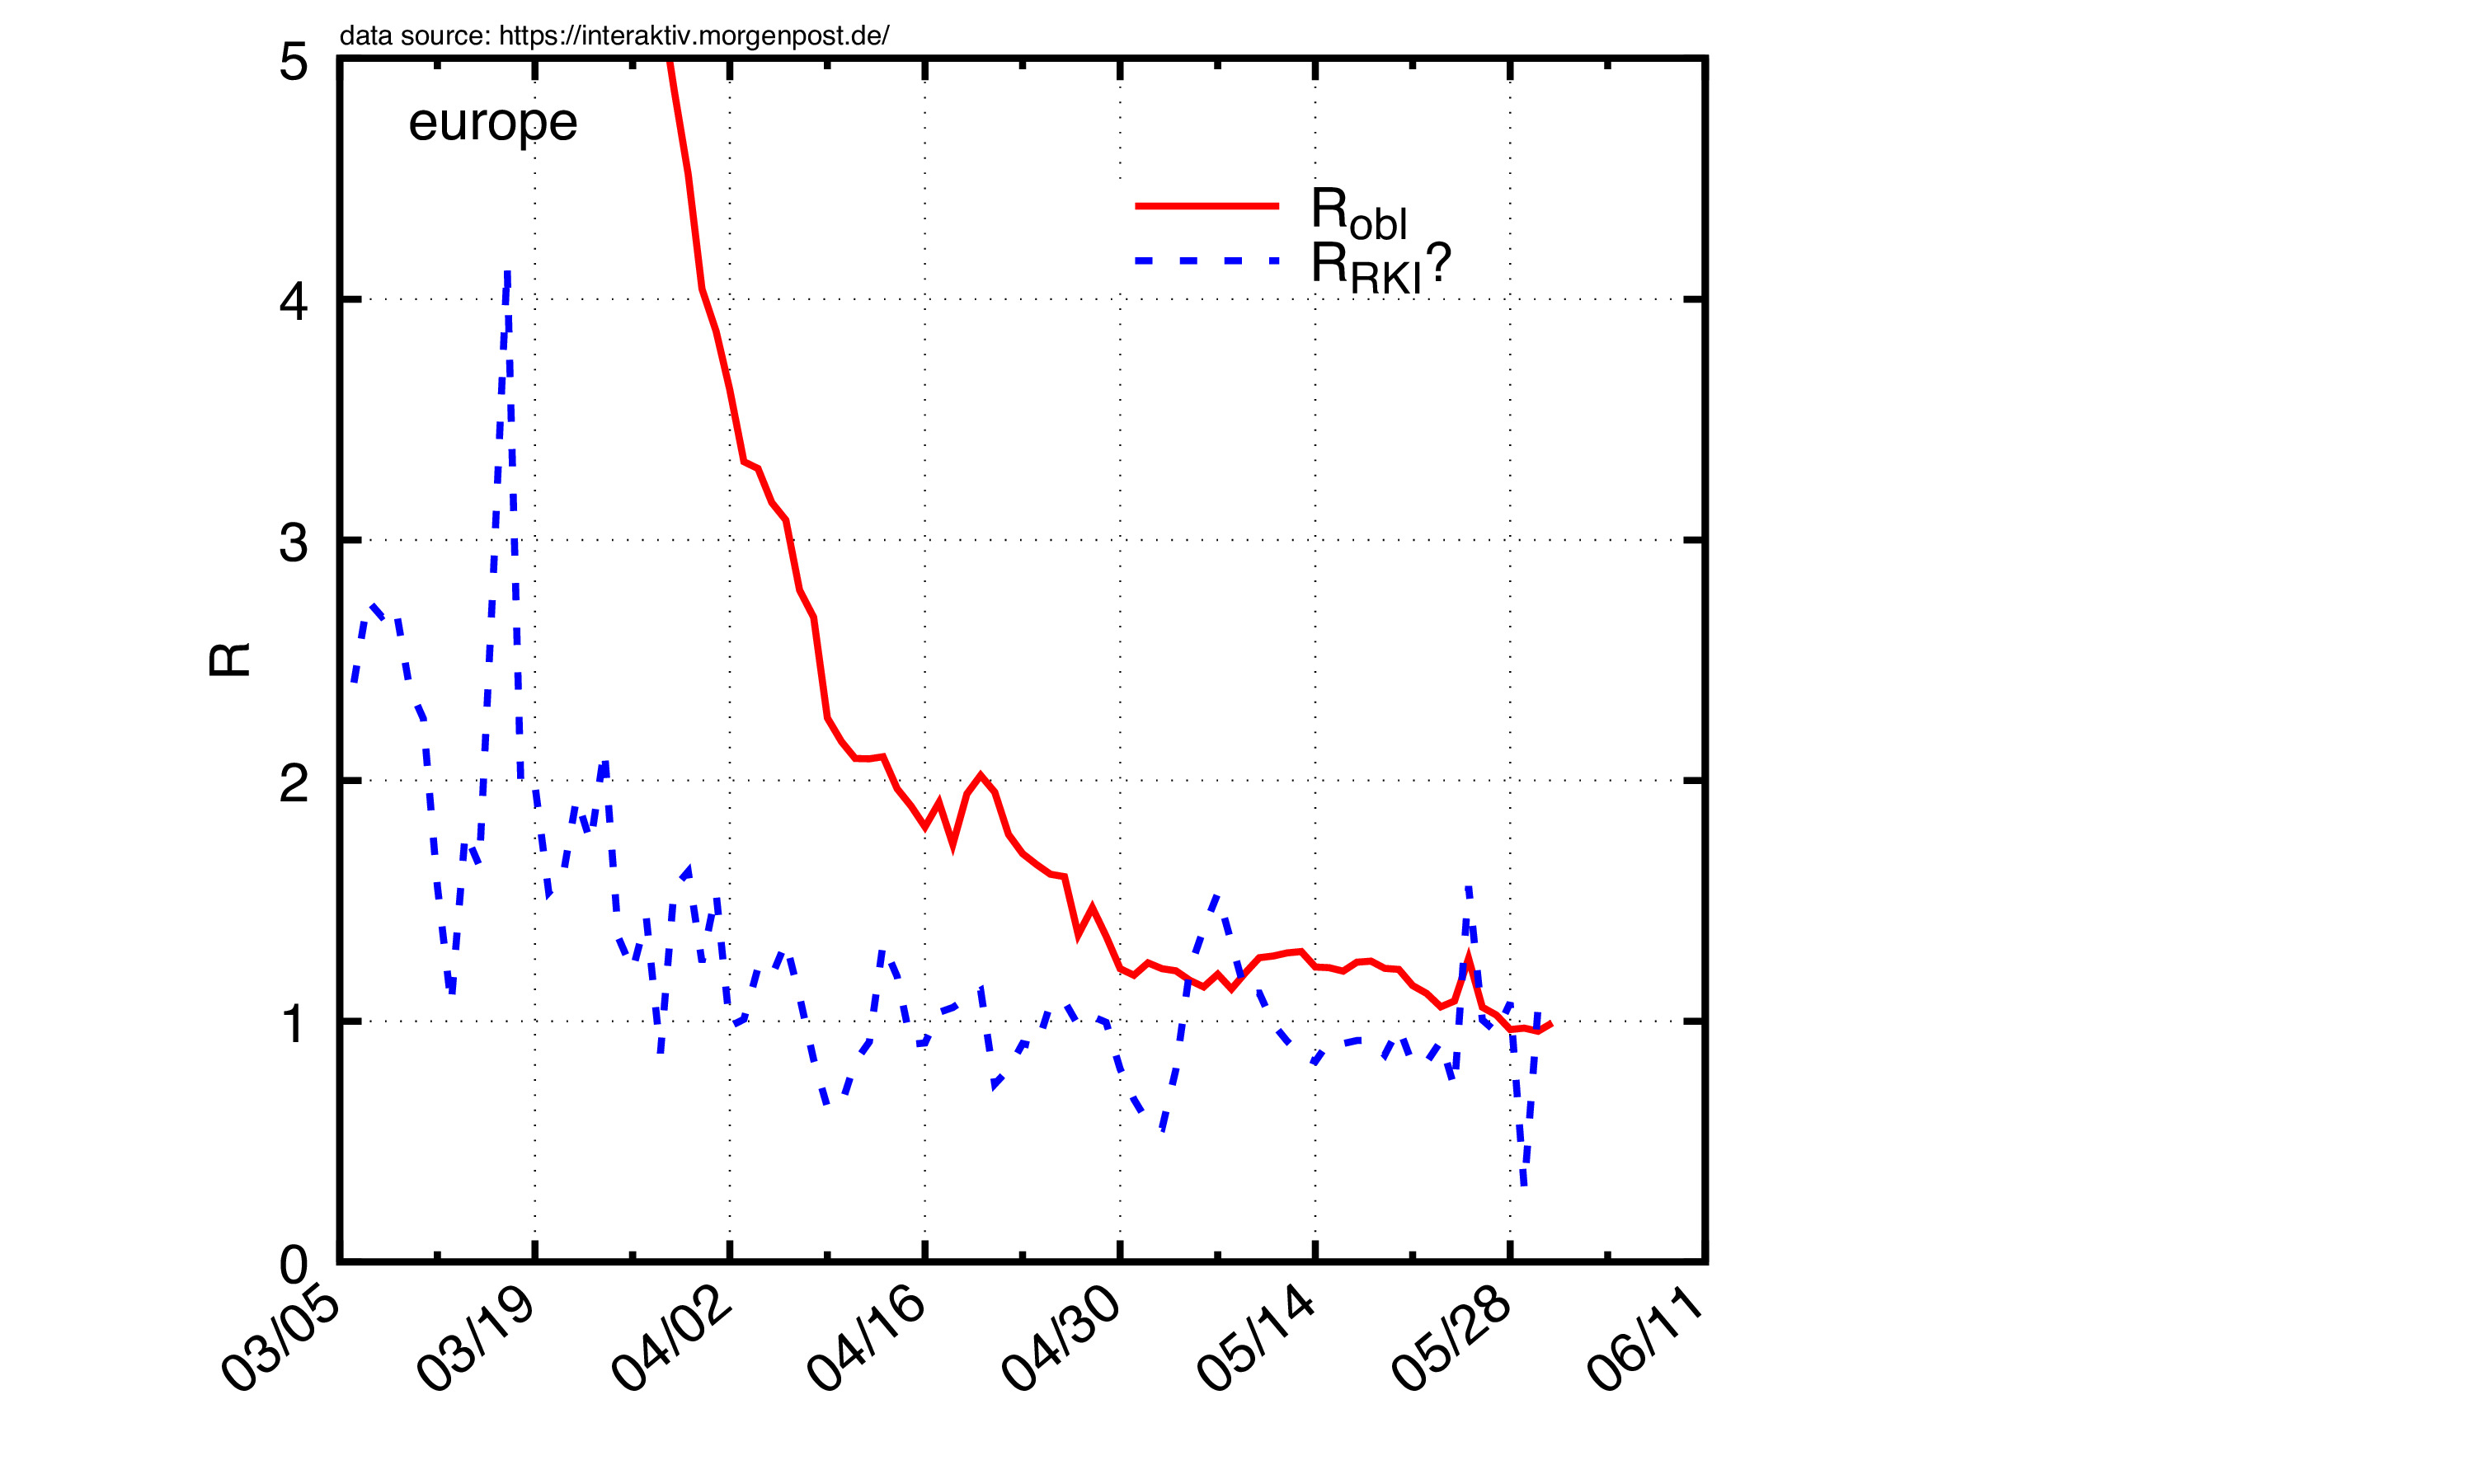 data source: https://interaktiv.morgenpost.de/
5
europe
R_obl
R_RKI?
4
3
R
2
1
0
03/05 03/19 04/02 04/16 04/30 05/14 05/28 06/11